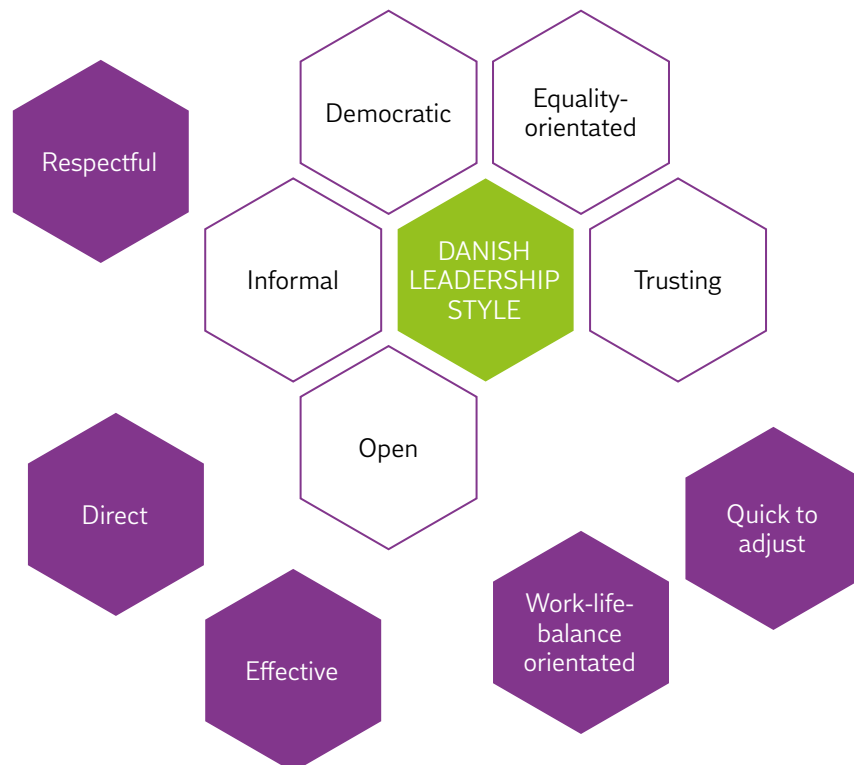 Democratic
Equality-
orientated
Respectful
Informal
DANISH
LEADERSHIP
STYLE
Trusting
Open
Direct
Quick to
adjust
Effective
Work-life-
balance
orientated